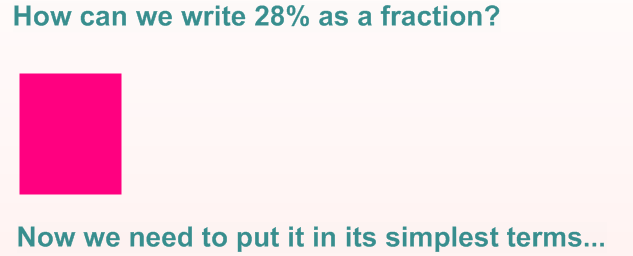 How can we write 28% as a fraction?
Now we need to put it in its simplest terms...